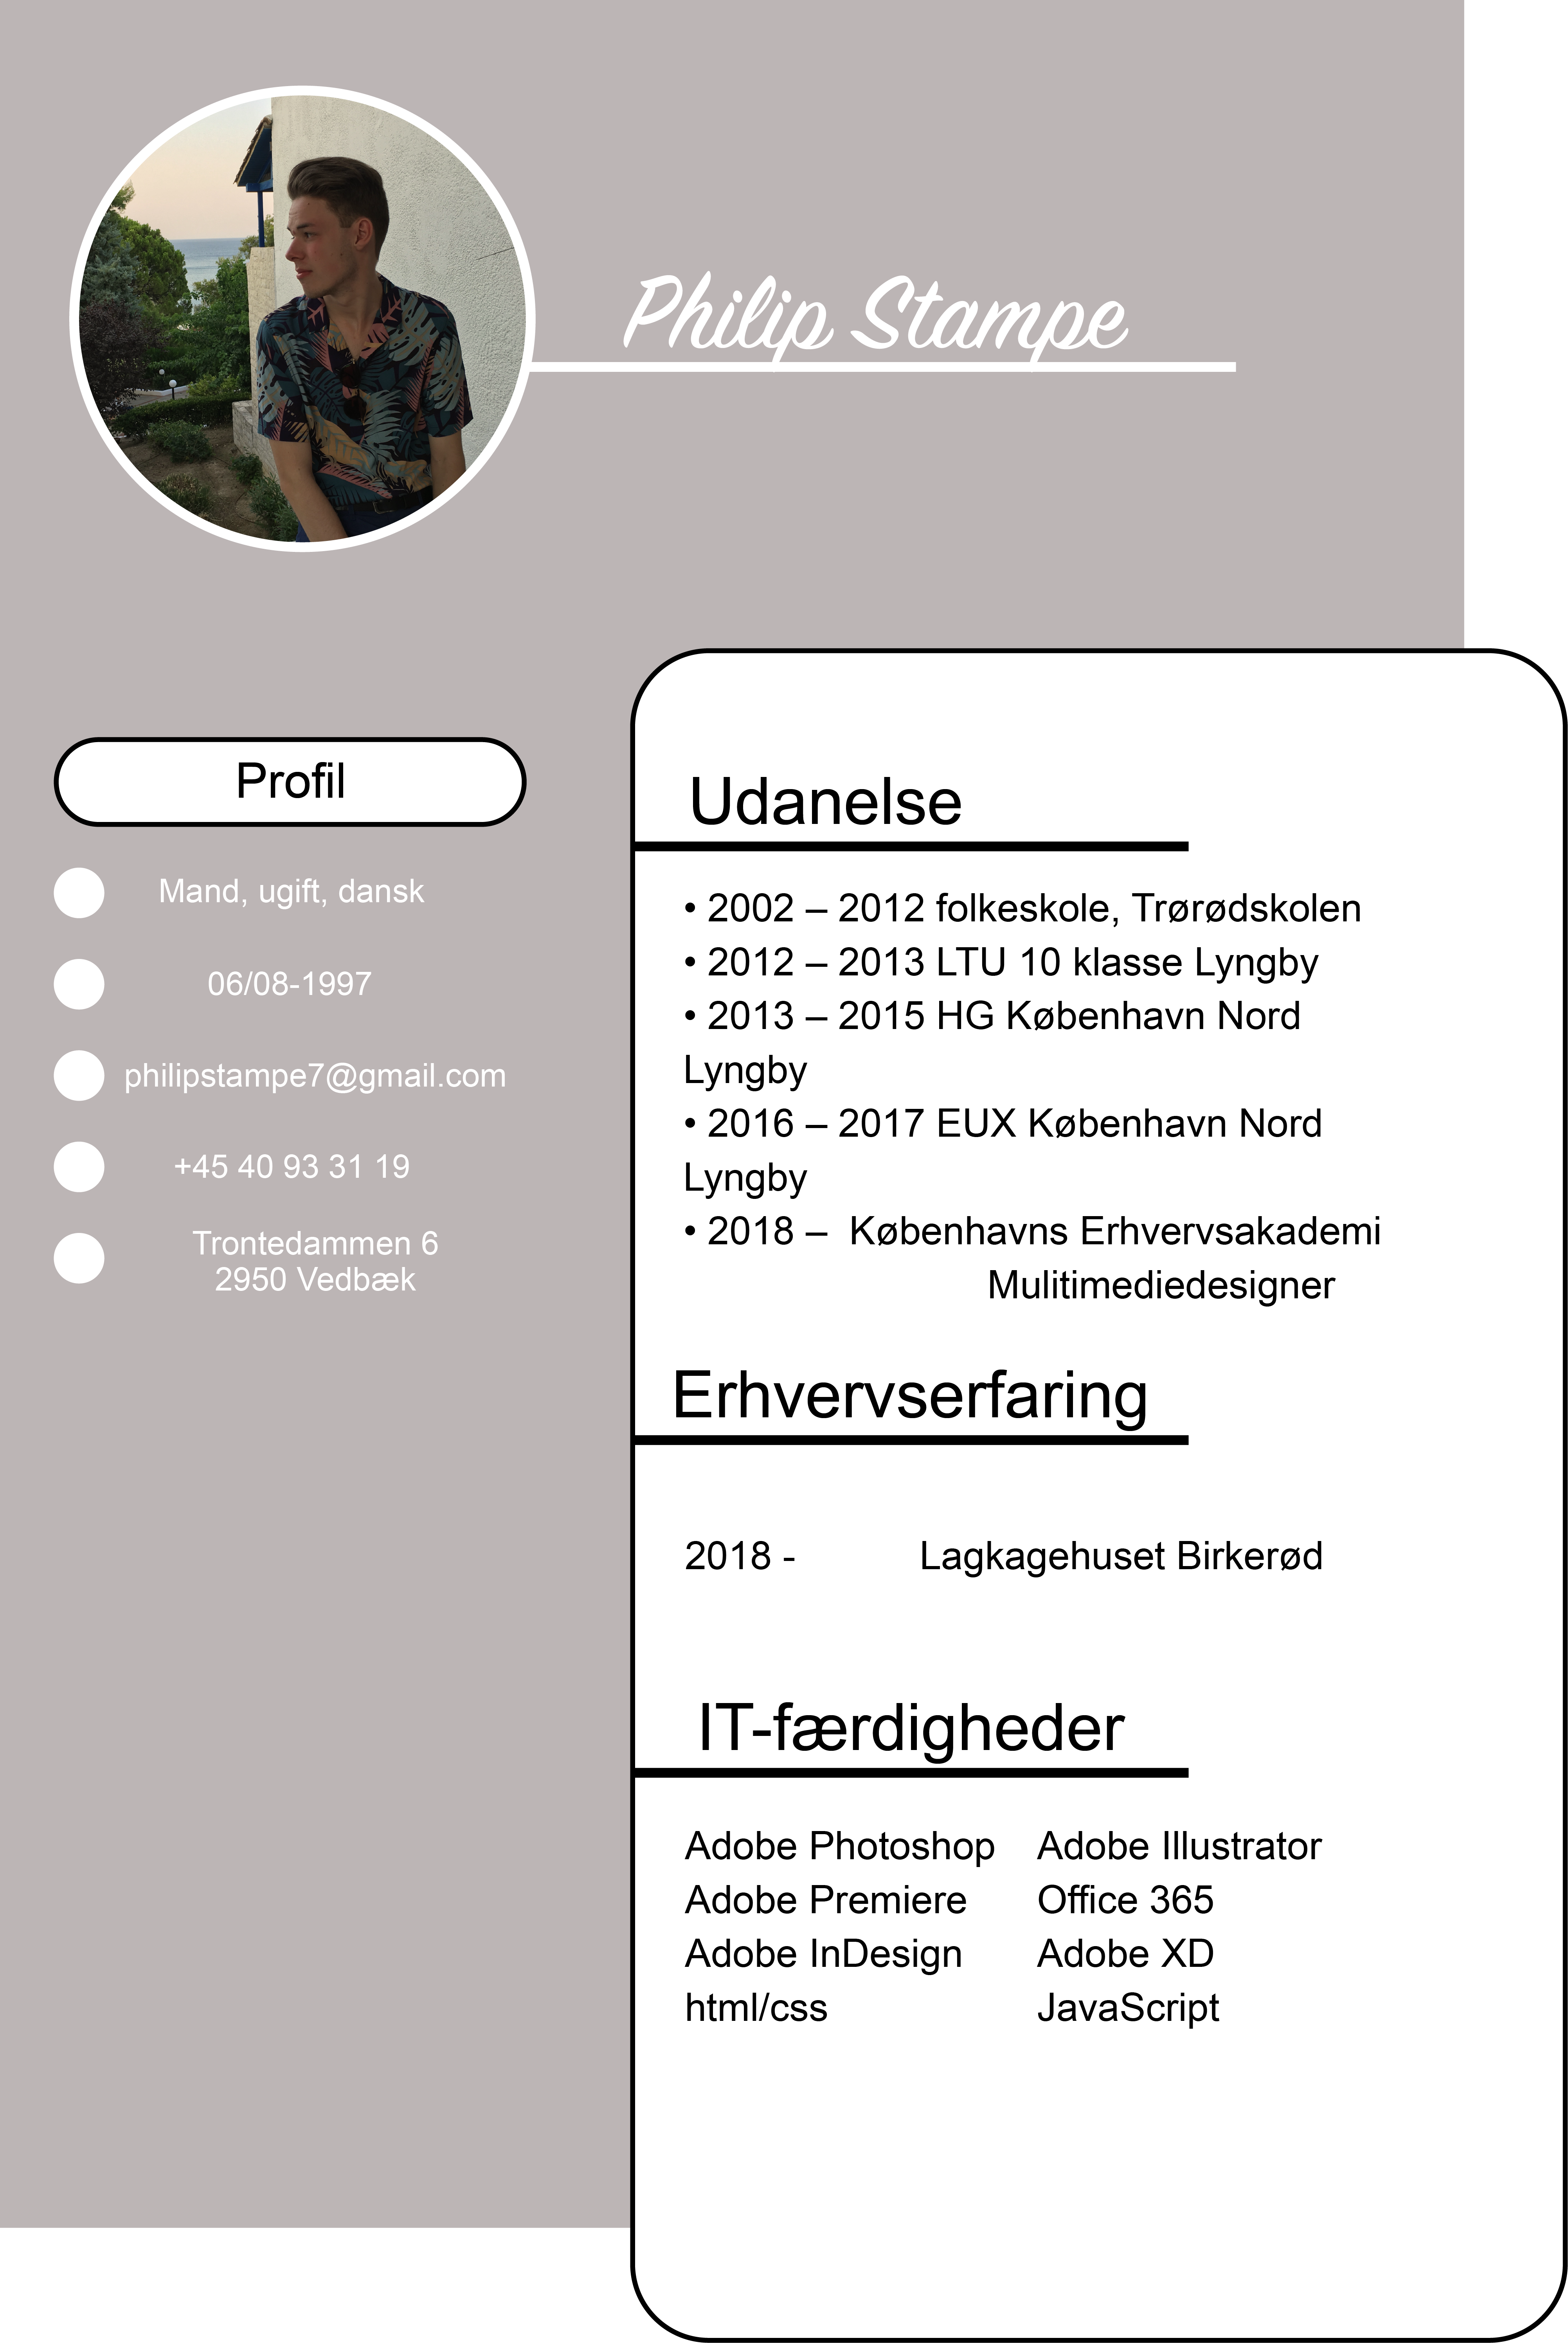 Philip Stampe
Profil
Mand, ugift, dansk
06/08-1997
philipstampe7@gmail.com
+45 40 93 31 19
Trontedammen 6
2950 Vedbæk
Udanelse
• 2002 – 2012 folkeskole, Trørødskolen
• 2012 – 2013 LTU 10 klasse Lyngby
• 2013 – 2015 HG København Nord
Lyngby
• 2016 – 2017 EUX København Nord
Lyngby
• 2018 – Københavns Erhvervsakademi
Mulitimediedesigner
Erhvervserfaring
2018 - Lagkagehuset Birkerød
IT-færdigheder
Adobe Photoshop Adobe Illustrator
Adobe Premiere Office 365
Adobe InDesign Adobe XD
html/css JavaScript